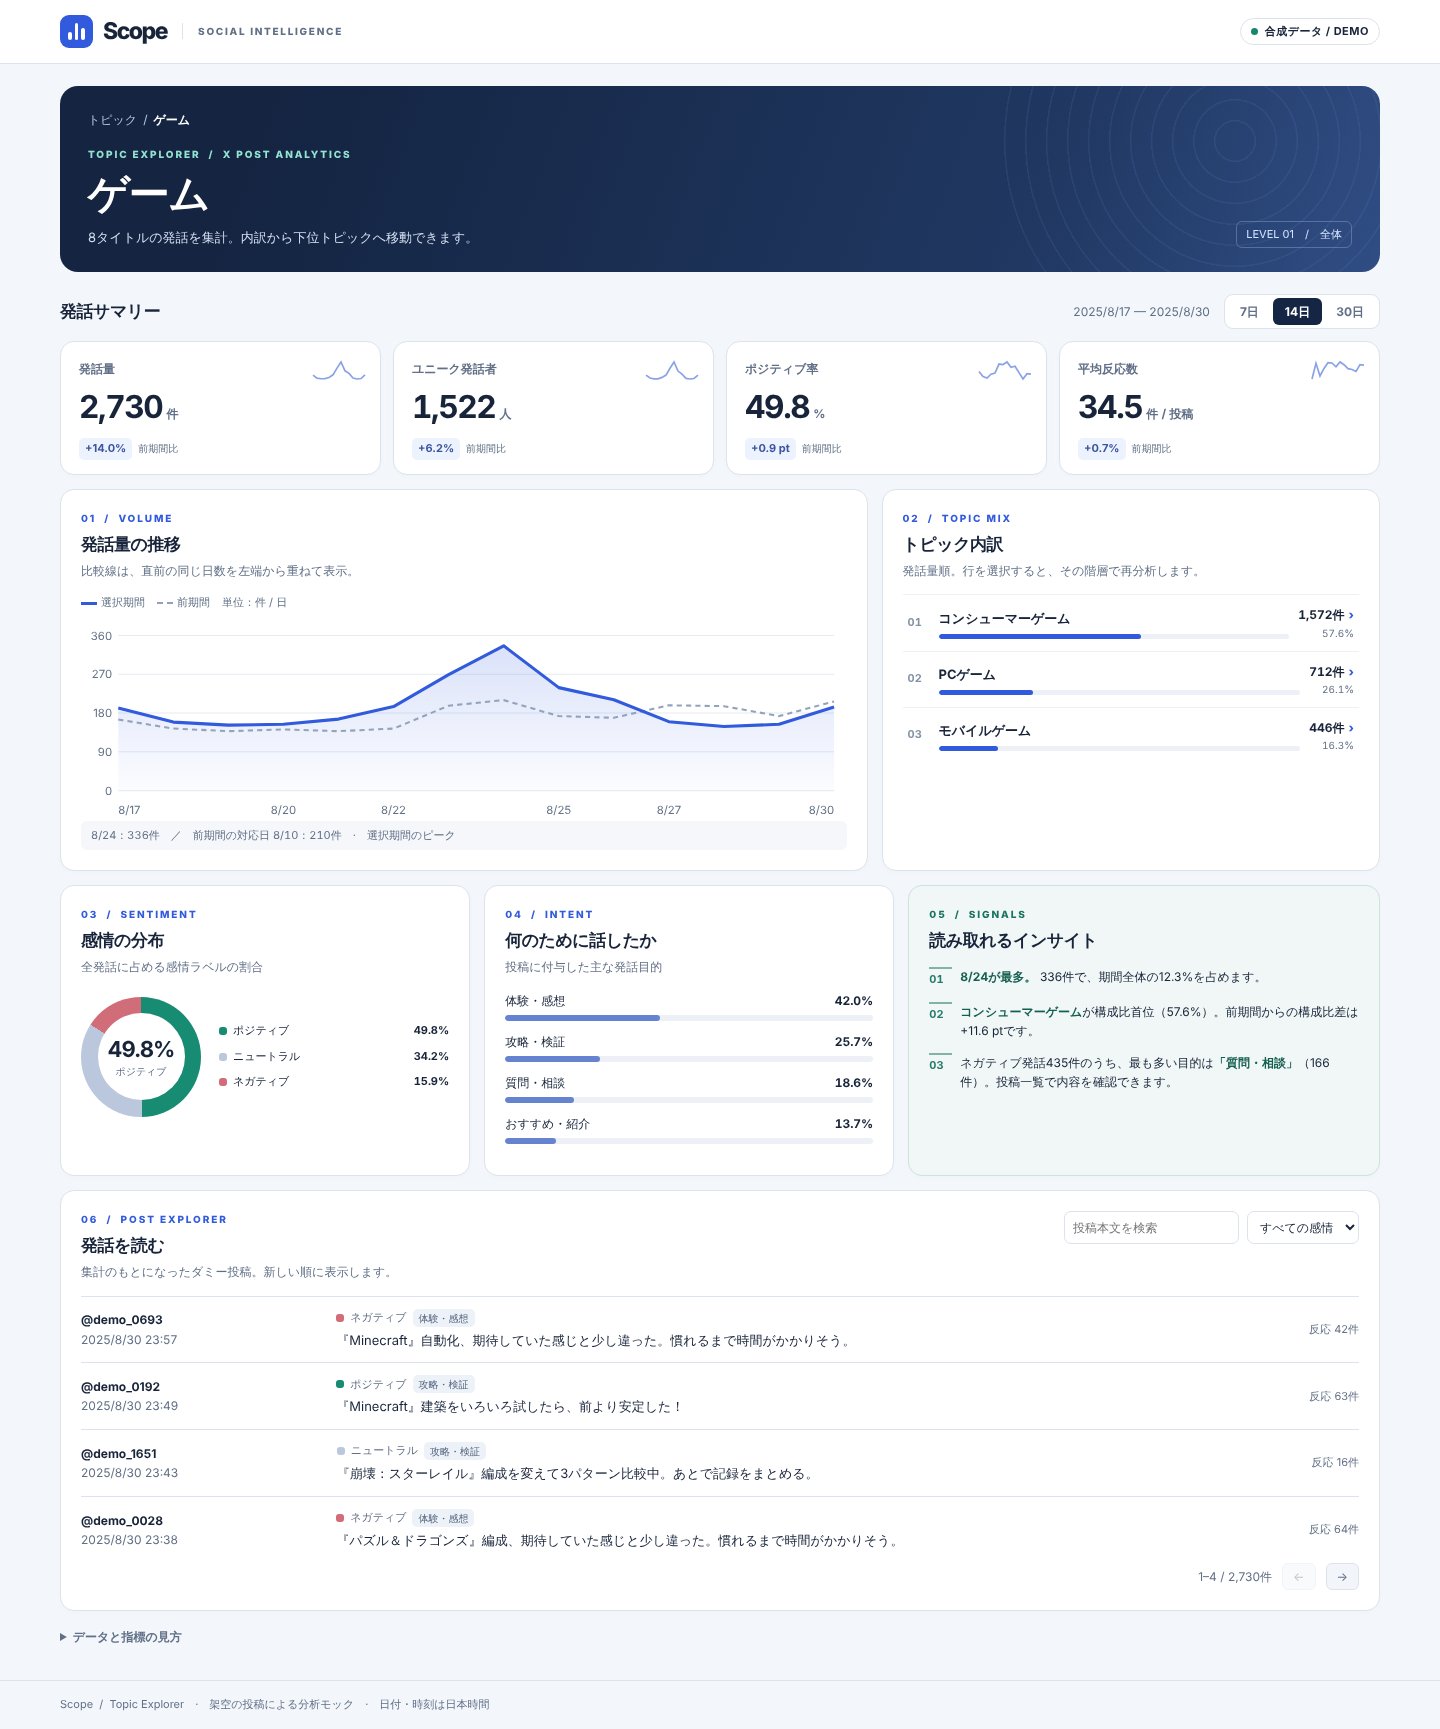 Scope
SOCIAL INTELLIGENCE
合成データ / DEMO
トピック / ゲーム
TOPIC EXPLORER / X POST ANALYTICS
ゲーム
8タイトルの発話を集計。内訳から下位トピックへ移動できます。
LEVEL 01 / 全体
発話サマリー
2025/8/17 — 2025/8/30
7日 14日 30日
発話量
2,730 件
+14.0% 前期間比
ユニーク発話者
1,522 人
+6.2% 前期間比
ポジティブ率
49.8 %
+0.9 pt 前期間比
平均反応数
34.5 件 / 投稿
+0.7% 前期間比
01 / VOLUME
発話量の推移
比較線は、直前の同じ日数を左端から重ねて表示。
選択期間 前期間 単位：件 / 日
360
270
180
90
0
8/17 8/20 8/22 8/25 8/27 8/30
8/24：336件 ／ 前期間の対応日 8/10：210件 · 選択期間のピーク
02 / TOPIC MIX
トピック内訳
発話量順。行を選択すると、その階層で再分析します。
01 コンシューマーゲーム 1,572件 ›
57.6%
02 PCゲーム 712件 ›
26.1%
03 モバイルゲーム 446件 ›
16.3%
03 / SENTIMENT
感情の分布
全発話に占める感情ラベルの割合
49.8%
ポジティブ
ポジティブ 49.8%
ニュートラル 34.2%
ネガティブ 15.9%
04 / INTENT
何のために話したか
投稿に付与した主な発話目的
体験・感想 42.0%
攻略・検証 25.7%
質問・相談 18.6%
おすすめ・紹介 13.7%
05 / SIGNALS
読み取れるインサイト
01 8/24が最多。 336件で、期間全体の12.3%を占めます。
02 コンシューマーゲームが構成比首位（57.6%）。前期間からの構成比差は
+11.6 ptです。
03 ネガティブ発話435件のうち、最も多い目的は「質問・相談」（166
件）。投稿一覧で内容を確認できます。
06 / POST EXPLORER
発話を読む
集計のもとになったダミー投稿。新しい順に表示します。
投稿本文を検索
すべての感情
@demo_0693
2025/8/30 23:57
ネガティブ 体験・感想
『Minecraft』自動化、期待していた感じと少し違った。慣れるまで時間がかかりそう。
反応 42件
@demo_0192
2025/8/30 23:49
ポジティブ 攻略・検証
『Minecraft』建築をいろいろ試したら、前より安定した！
反応 63件
@demo_1651
2025/8/30 23:43
ニュートラル 攻略・検証
『崩壊：スターレイル』編成を変えて3パターン比較中。あとで記録をまとめる。
反応 16件
@demo_0028
2025/8/30 23:38
ネガティブ 体験・感想
『パズル＆ドラゴンズ』編成、期待していた感じと少し違った。慣れるまで時間がかかりそう。
反応 64件
1–4 / 2,730件 ← →
▶ データと指標の見方
Scope / Topic Explorer · 架空の投稿による分析モック · 日付・時刻は日本時間